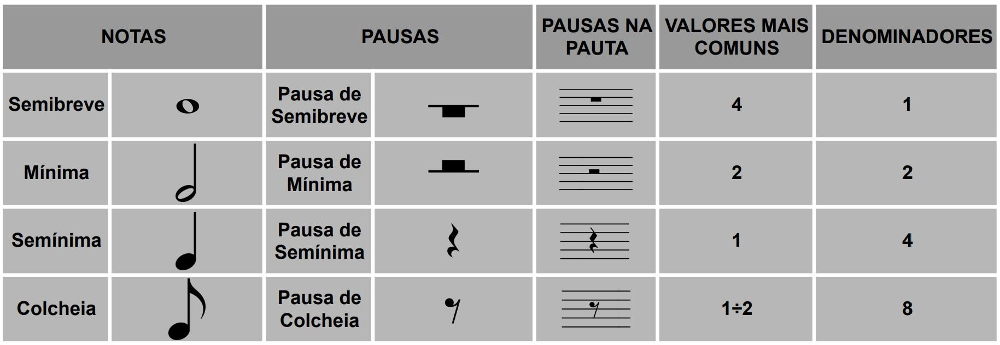 NOTAS
PAUSAS
PAUSAS NA
PAUTA
VALORES MAIS
COMUNS
DENOMINADORES
Semibreve
Pausa de
Semibreve
4
1
Mínima
Pausa de
Mínima
2
2
Semínima
Pausa de
Semínima
1
4
Colcheia
Pausa de
Colcheia
1÷2
8